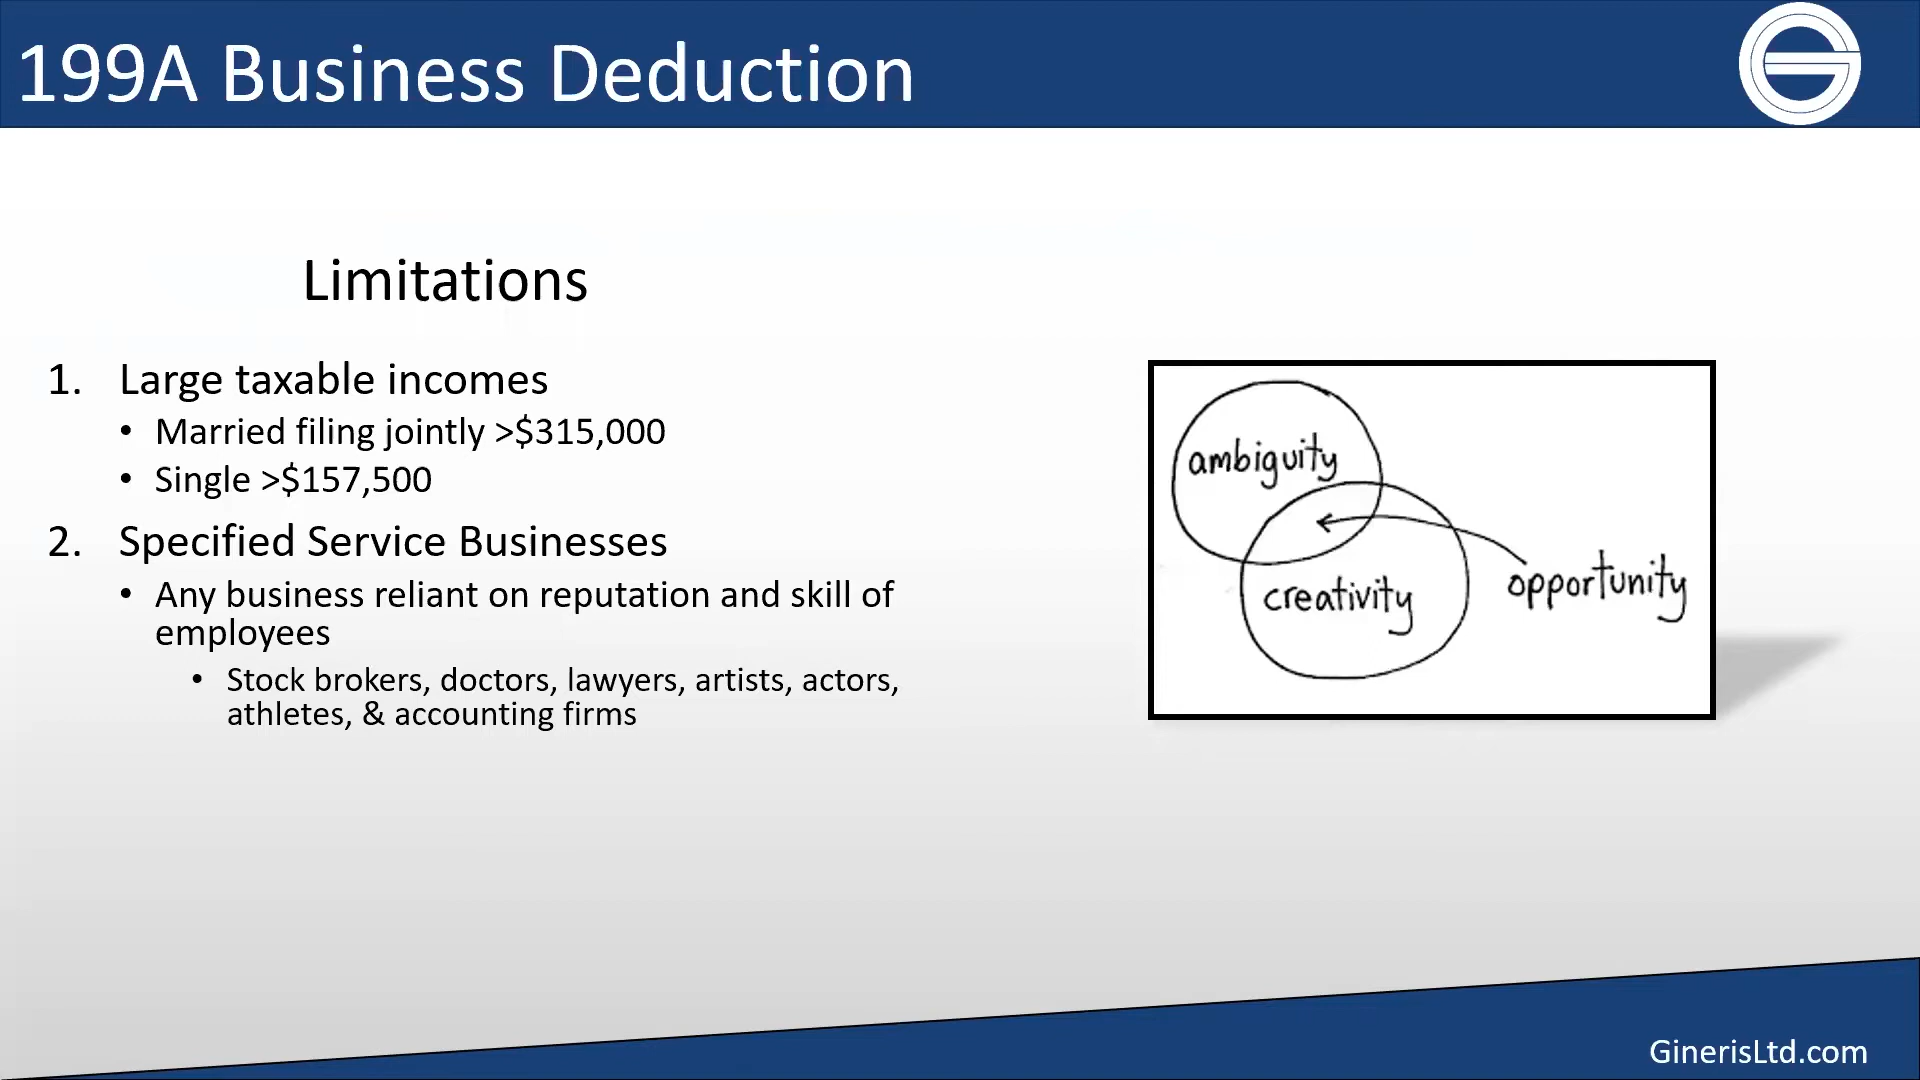 199A Business Deduction
Limitations
1. Large taxable incomes
• Married filing jointly >$315,000
• Single >$157,500
2. Specified Service Businesses
• Any business reliant on reputation and skill of
employees
• Stock brokers, doctors, lawyers, artists, actors,
athletes, & accounting firms
ambiguity
creativity
opportunity
GinerisLtd.com